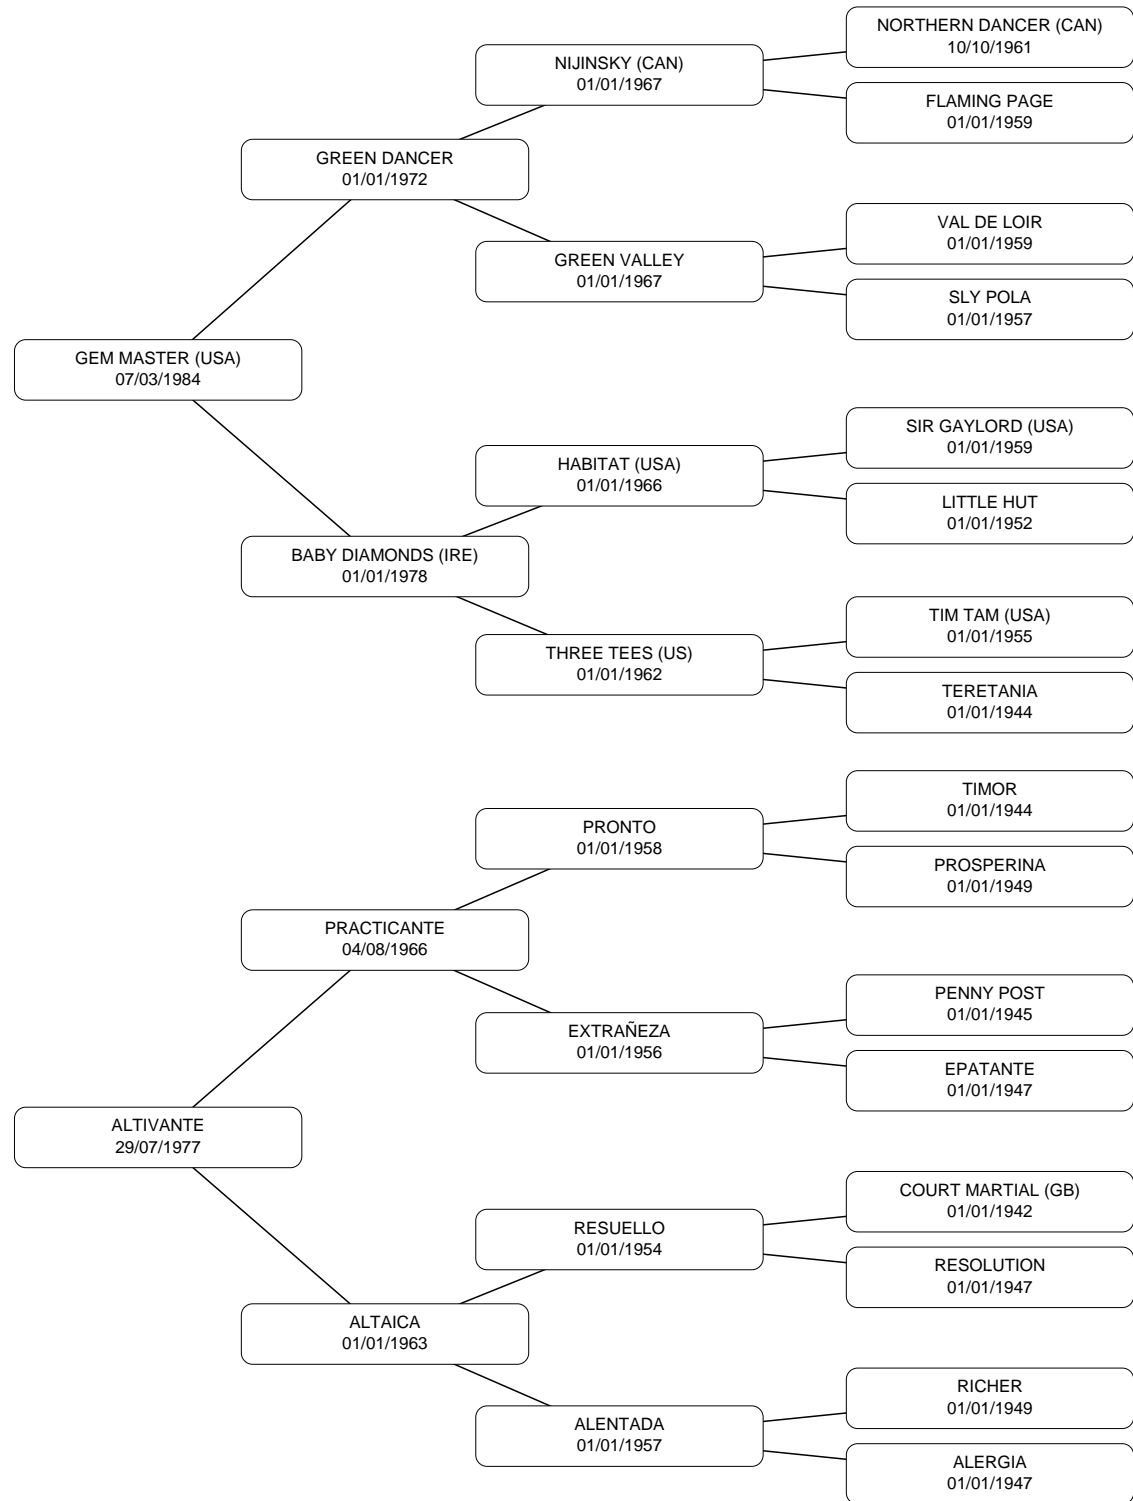 NORTHERN DANCER (CAN)
10/10/1961
NIJINSKY (CAN)
01/01/1967
FLAMING PAGE
01/01/1959
GREEN DANCER
01/01/1972
VAL DE LOIR
01/01/1959
GREEN VALLEY
01/01/1967
SLY POLA
01/01/1957
GEM MASTER (USA)
07/03/1984
SIR GAYLORD (USA)
01/01/1959
HABITAT (USA)
01/01/1966
LITTLE HUT
01/01/1952
BABY DIAMONDS (IRE)
01/01/1978
TIM TAM (USA)
01/01/1955
THREE TEES (US)
01/01/1962
TERETANIA
01/01/1944
TIMOR
01/01/1944
PRONTO
01/01/1958
PROSPERINA
01/01/1949
PRACTICANTE
04/08/1966
PENNY POST
01/01/1945
EXTRAÑEZA
01/01/1956
EPATANTE
01/01/1947
ALTIVANTE
29/07/1977
COURT MARTIAL (GB)
01/01/1942
RESUELLO
01/01/1954
RESOLUTION
01/01/1947
ALTAICA
01/01/1963
RICHER
01/01/1949
ALENTADA
01/01/1957
ALERGIA
01/01/1947